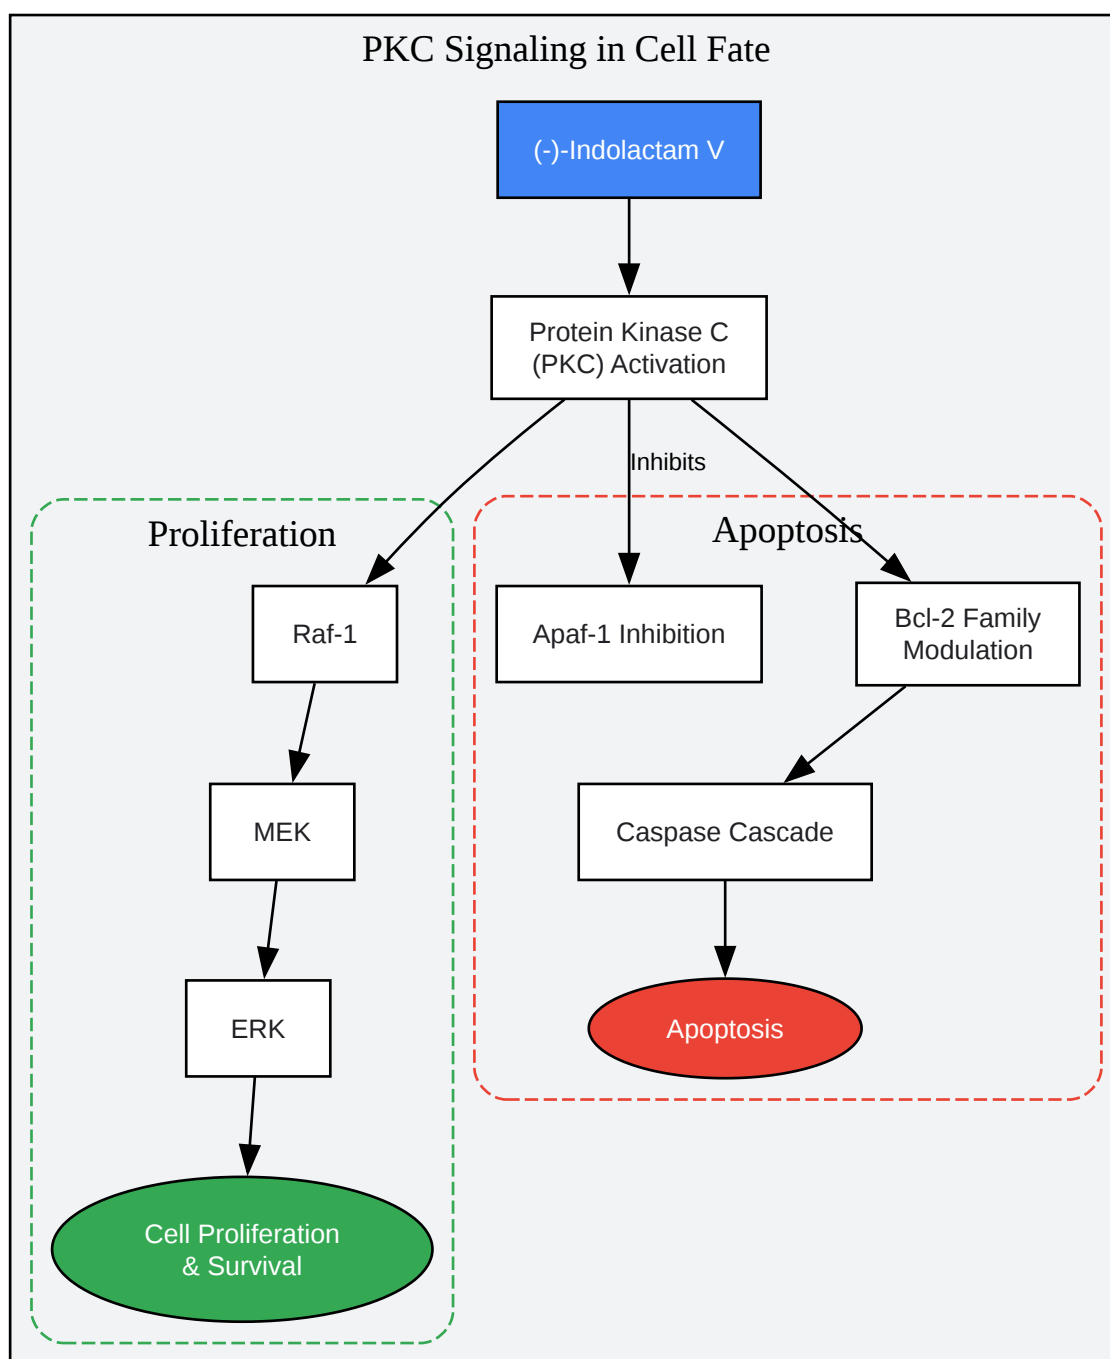 PKC Signaling in Cell Fate
(-)-Indolactam V
Protein Kinase C
(PKC) Activation
Inhibits
Proliferation
Apoptosis
Raf-1
Apaf-1 Inhibition
Bcl-2 Family
Modulation
MEK
Caspase Cascade
ERK
Apoptosis
Cell Proliferation
& Survival